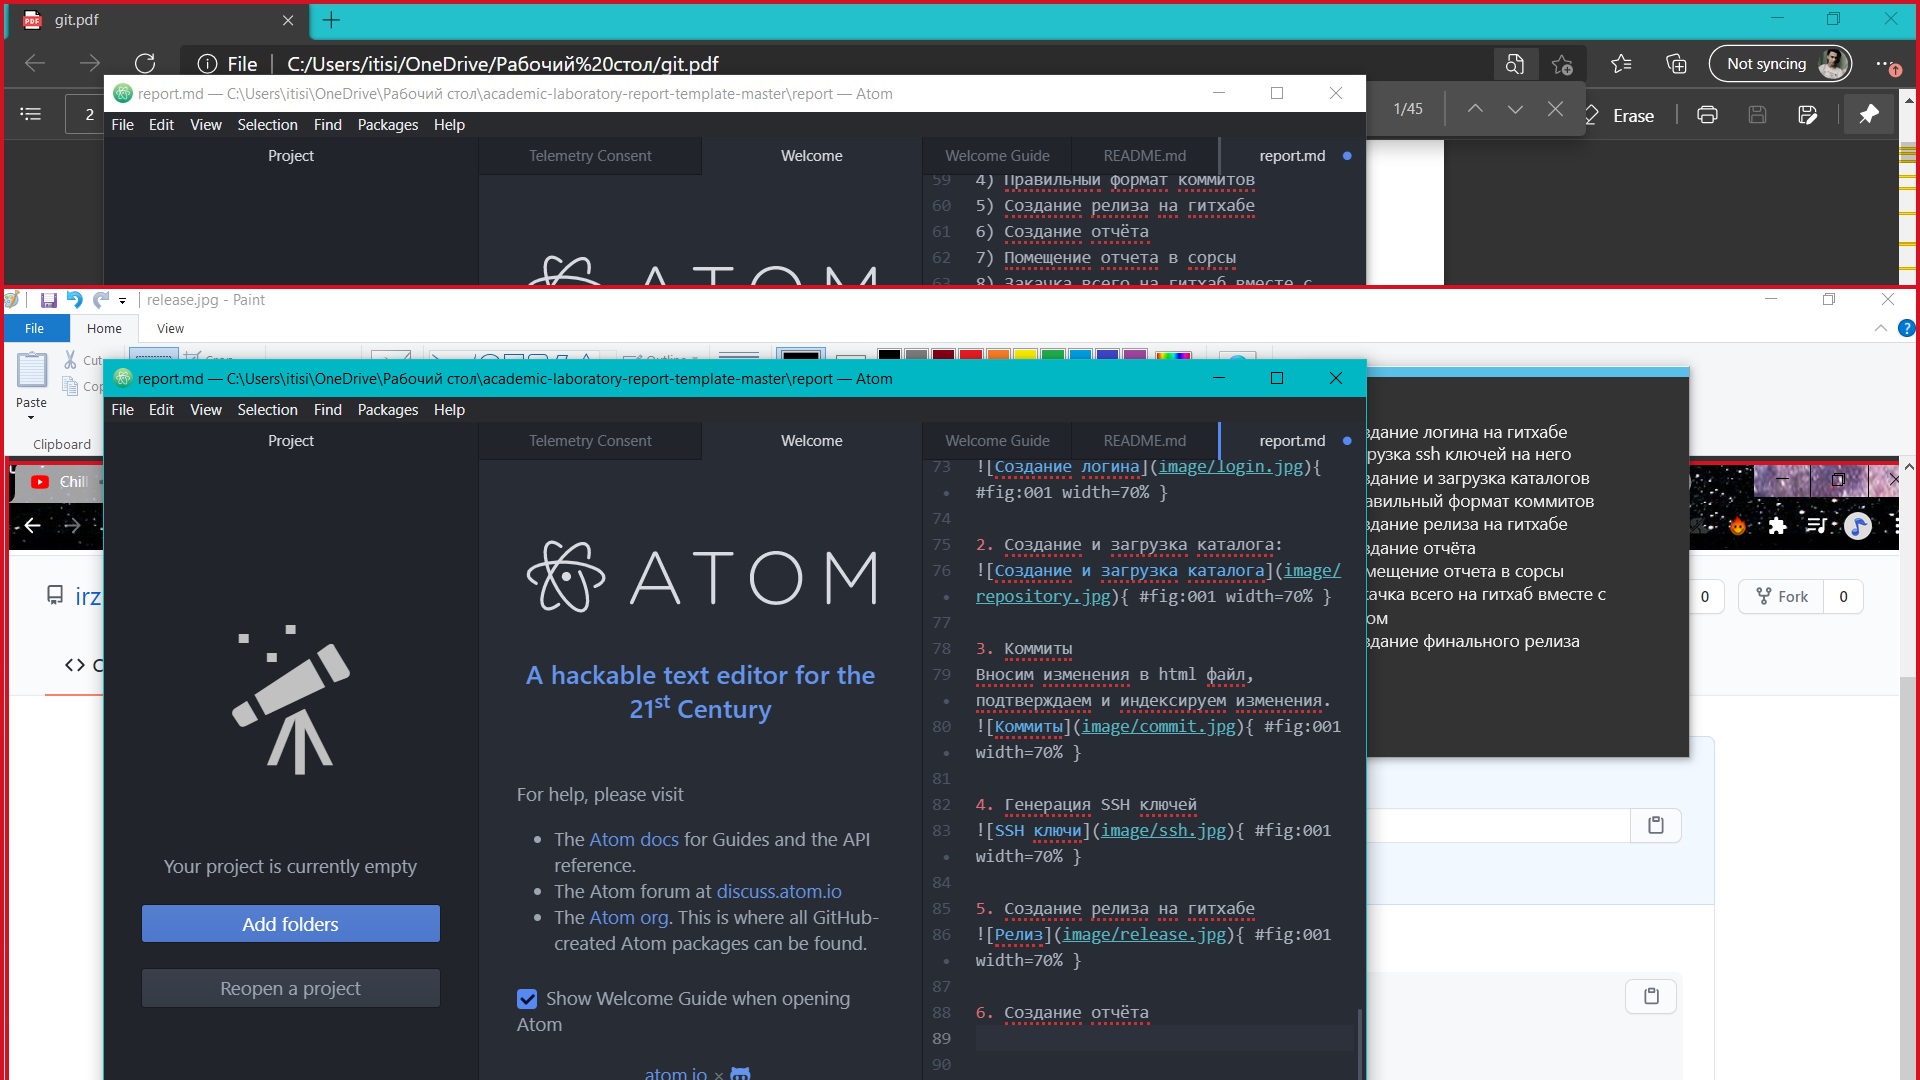 git.pdf
File | C:/Users/itisi/OneDrive/Рабочий%20стол/git.pdf
Not syncing
report.md — C:\Users\itisi\OneDrive\Рабочий стол\academic-laboratory-report-template-master\report — Atom
2
1/45
Erase
File Edit View Selection Find Packages Help
Project
Telemetry Consent
Welcome
Welcome Guide
README.md
report.md
59 4) Правильный формат коммитов
60 5) Создание релиза на гитхабе
61 6) Создание отчёта
62 7) Помещение отчета в сорсы
63 8) Закачка всего на гитхаб вместе с
ATOM
release.jpg - Paint
File Home View
Paste
Clipboard
report.md — C:\Users\itisi\OneDrive\Рабочий стол\academic-laboratory-report-template-master\report — Atom
File Edit View Selection Find Packages Help
Project
Telemetry Consent
Welcome
Welcome Guide
README.md
report.md
Chill
irz
ATOM
A hackable text editor for the
21st Century
For help, please visit
• The Atom docs for Guides and the API
reference.
• The Atom forum at discuss.atom.io
• The Atom org. This is where all GitHub-
created Atom packages can be found.
Show Welcome Guide when opening
Atom
atom.io ×
Your project is currently empty
Add folders
Reopen a project
73 ![Создание логина](image/login.jpg){
• #fig:001 width=70% }
74
75 2. Создание и загрузка каталога:
76 ![Создание и загрузка каталога](image/
• repository.jpg){ #fig:001 width=70% }
77
78 3. Коммиты
79 Вносим изменения в html файл,
• подтверждаем и индексируем изменения.
80 ![Коммиты](image/commit.jpg){ #fig:001
• width=70% }
81
82 4. Генерация SSH ключей
83 ![SSH ключи](image/ssh.jpg){ #fig:001
• width=70% }
84
85 5. Создание релиза на гитхабе
86 ![Релиз](image/release.jpg){ #fig:001
• width=70% }
87
88 6. Создание отчёта
89
90
здание логина на гитхабе
рузка ssh ключей на него
здание и загрузка каталогов
авильный формат коммитов
здание релиза на гитхабе
здание отчёта
мещение отчета в сорсы
качка всего на гитхаб вместе с
ом
здание финального релиза
0
Fork 0